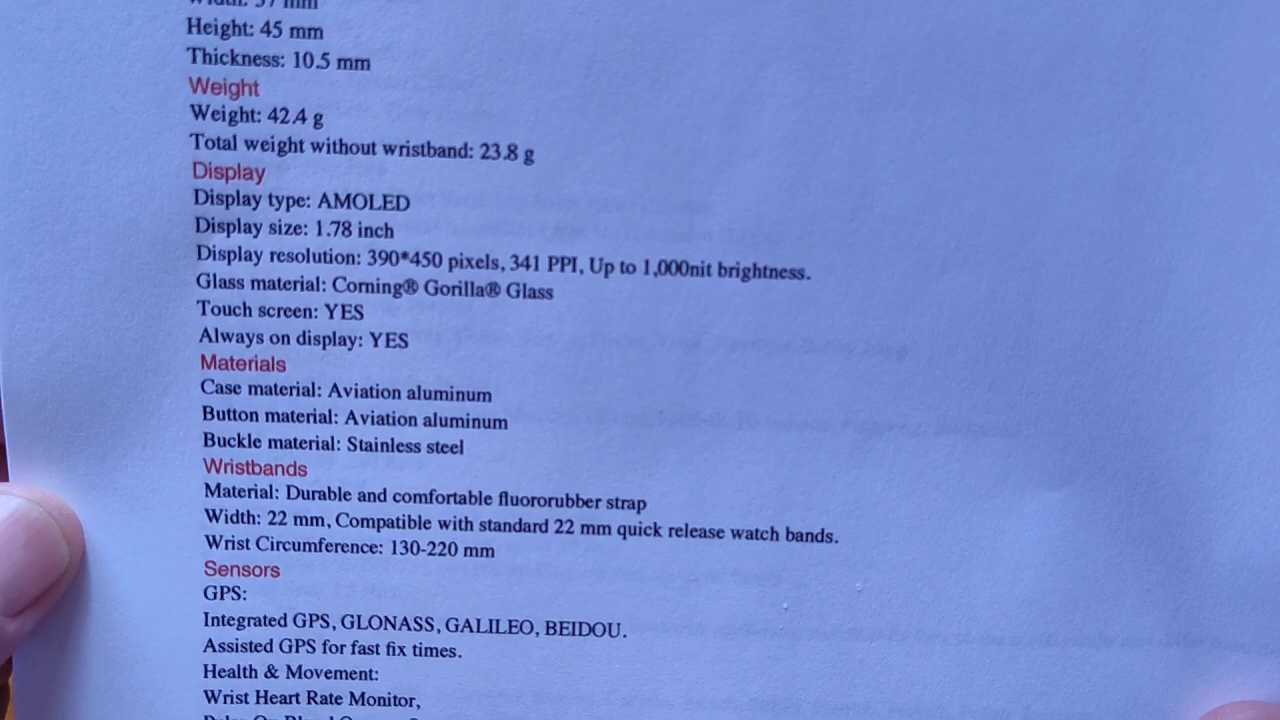 Width: 37 mm
Height: 45 mm
Thickness: 10.5 mm
Weight
Weight: 42.4 g
Total weight without wristband: 23.8 g
Display
Display type: AMOLED
Display size: 1.78 inch
Display resolution: 390*450 pixels, 341 PPI, Up to 1,000nit brightness.
Glass material: Corning® Gorilla® Glass
Touch screen: YES
Always on display: YES
Materials
Case material: Aviation aluminum
Button material: Aviation aluminum
Buckle material: Stainless steel
Wristbands
Material: Durable and comfortable fluororubber strap
Width: 22 mm, Compatible with standard 22 mm quick release watch bands.
Wrist Circumference: 130-220 mm
Sensors
GPS:
Integrated GPS, GLONASS, GALILEO, BEIDOU.
Assisted GPS for fast fix times.
Health & Movement:
Wrist Heart Rate Monitor,